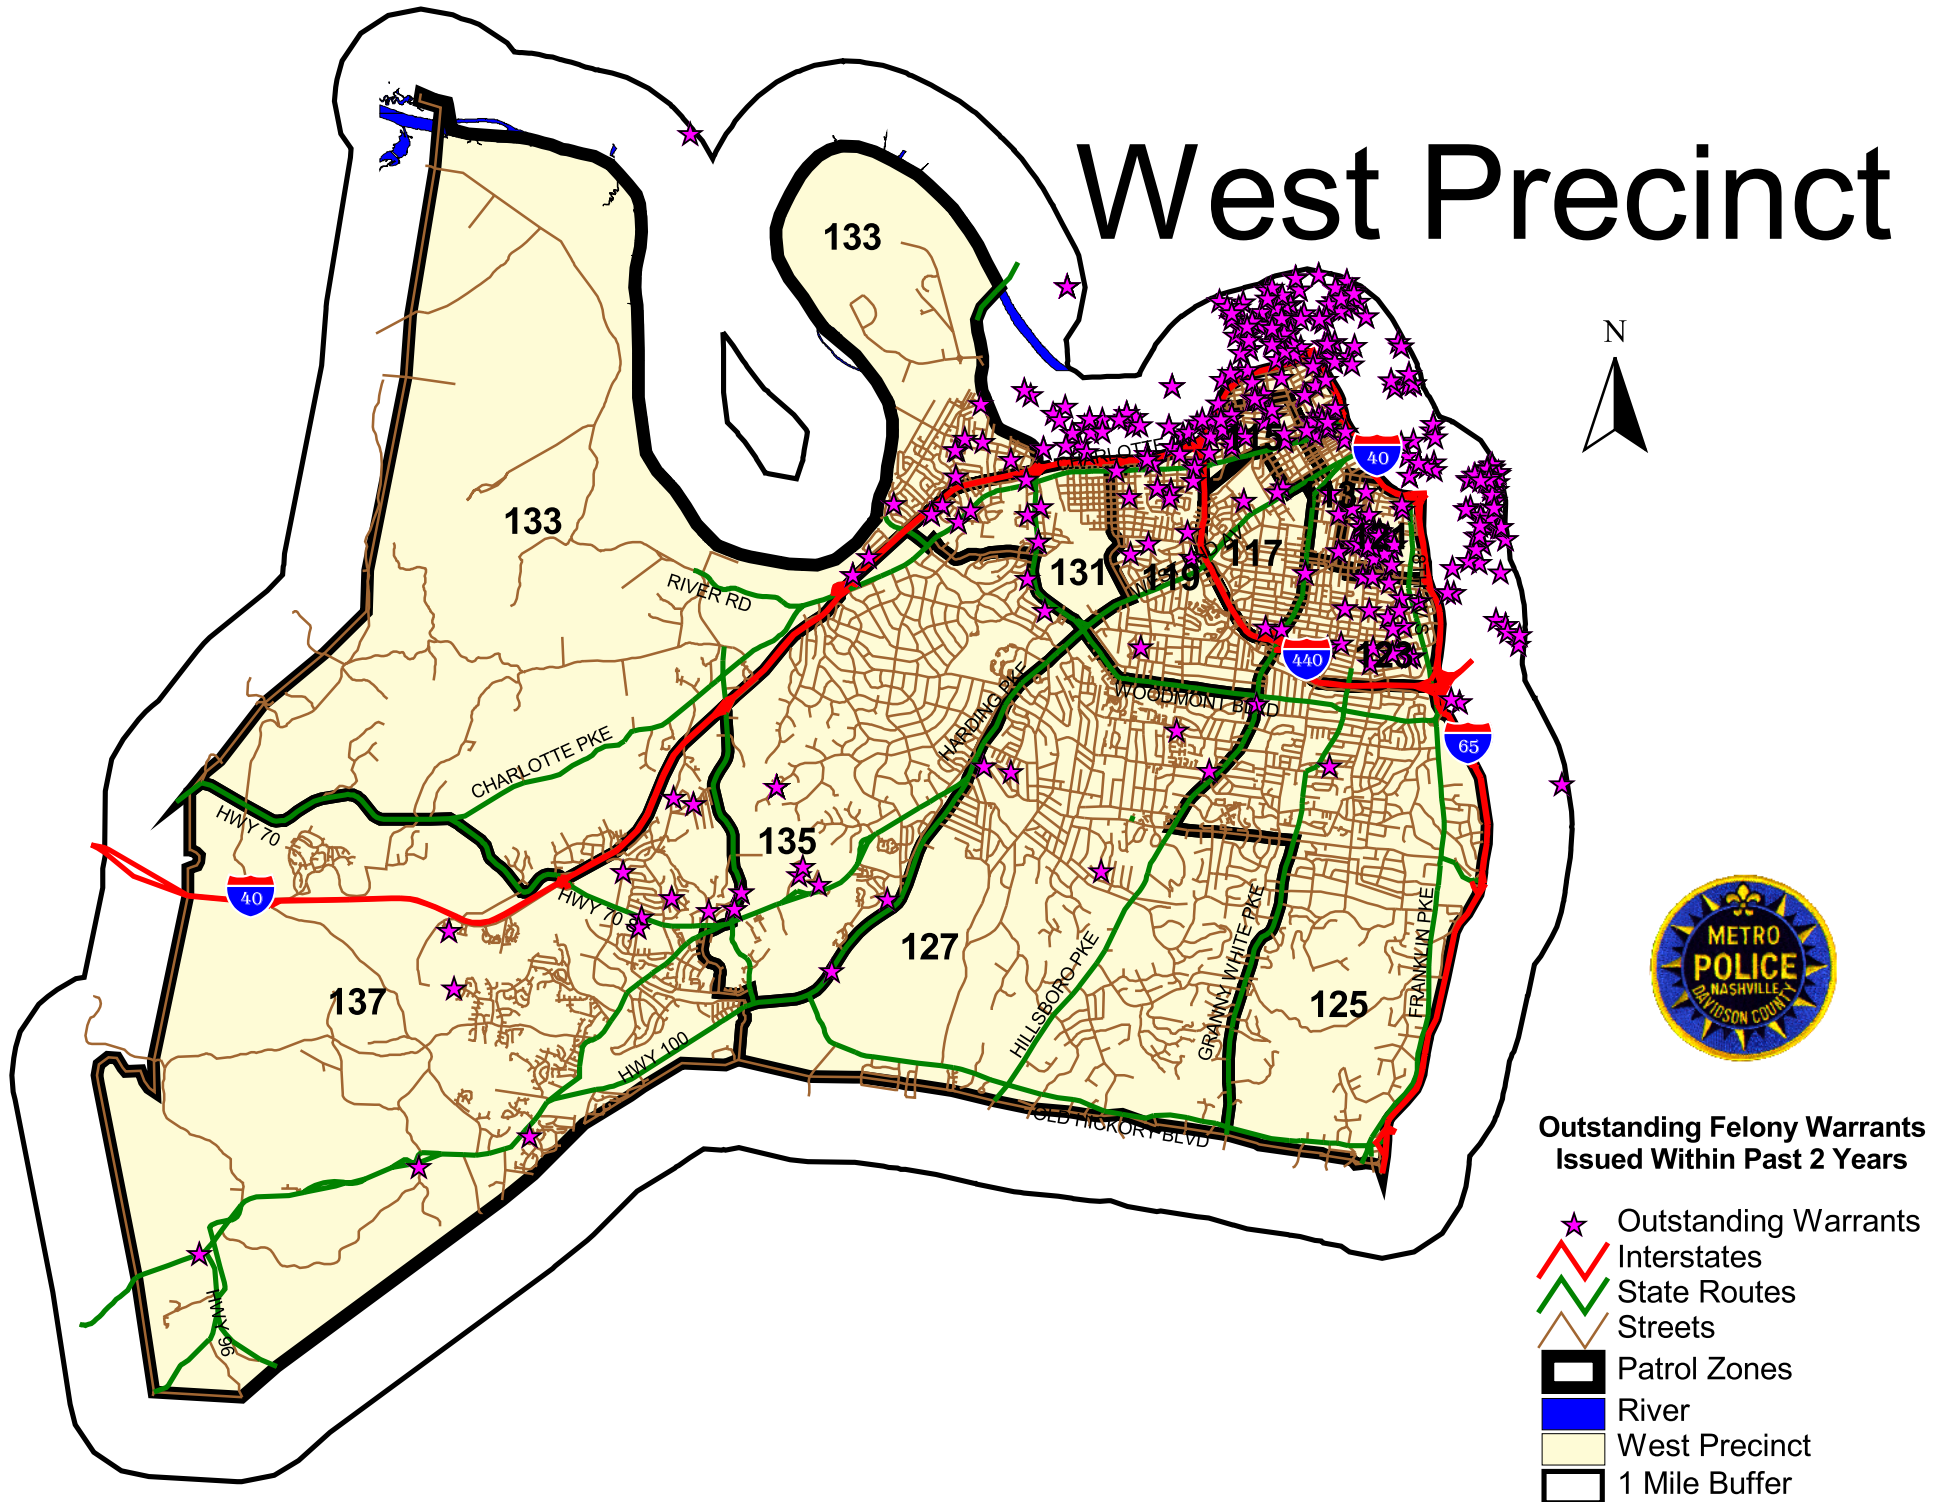 West Precinct
N
133
133
115
40
CHARLOTTE
117
131
119
RIVER RD
440
123
HARDING PKE
WOODMONT BLVD
65
CHARLOTTE PKE
HWY 70
135
40
HWY 70 S
127
137
HILLSBORO PKE
GRANNY WHITE PKE
FRANKLIN PKE
125
HWY 100
OLD HICKORY BLVD
HWY 96
METRO
POLICE
NASHVILLE
DAVIDSON COUNTY
Outstanding Felony Warrants
Issued Within Past 2 Years
Outstanding Warrants
Interstates
State Routes
Streets
Patrol Zones
River
West Precinct
1 Mile Buffer